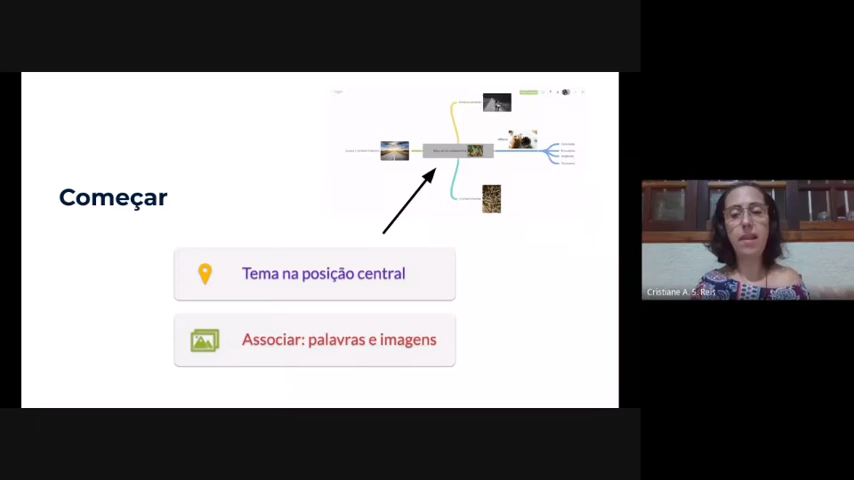 Começar
Tema na posição central
Associar: palavras e imagens
Cristiane A. S. Reis